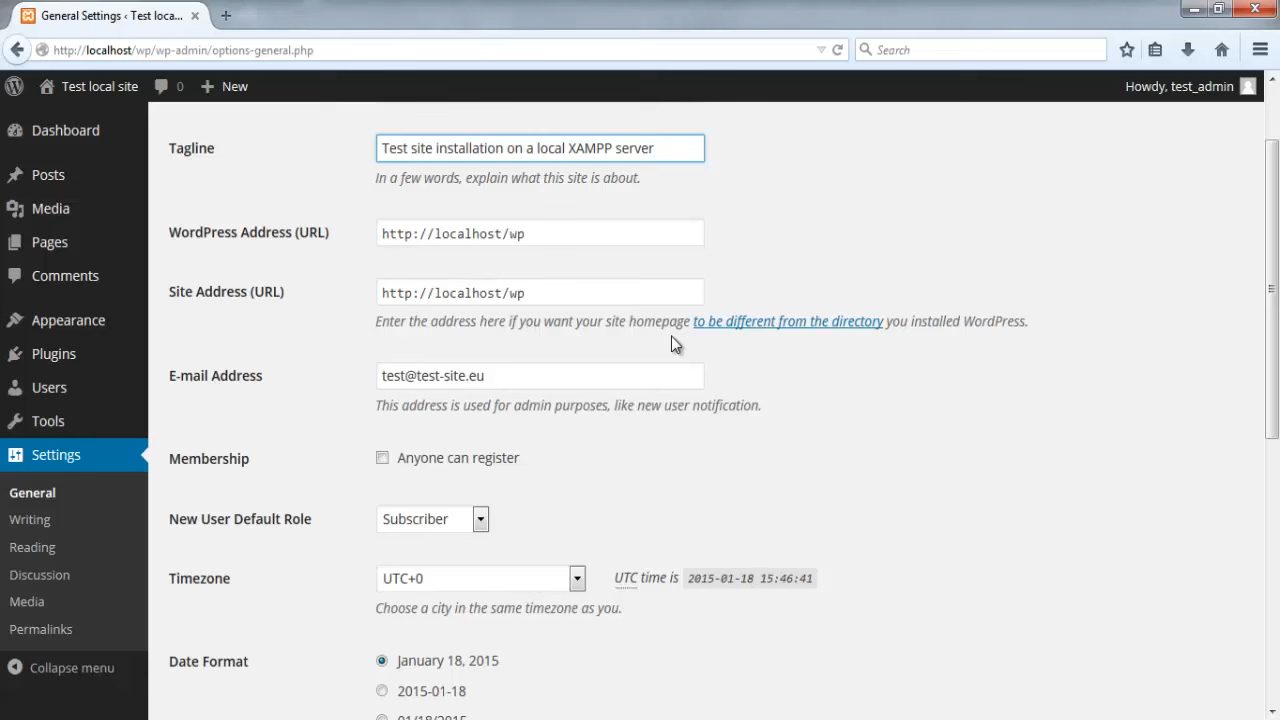 General Settings ‹ Test loca...
http://localhost/wp/wp-admin/options-general.php
Search
Test local site
0
New
Howdy, test_admin
Dashboard
Posts
Media
Pages
Comments
Appearance
Plugins
Users
Tools
Settings
General
Writing
Reading
Discussion
Media
Permalinks
Collapse menu
Tagline
Test site installation on a local XAMPP server
In a few words, explain what this site is about.
WordPress Address (URL)
http://localhost/wp
Site Address (URL)
http://localhost/wp
Enter the address here if you want your site homepage to be different from the directory you installed WordPress.
E-mail Address
test@test-site.eu
This address is used for admin purposes, like new user notification.
Membership
Anyone can register
New User Default Role
Subscriber
Timezone
UTC+0
UTC time is 2015-01-18 15:46:41
Choose a city in the same timezone as you.
Date Format
January 18, 2015
2015-01-18
01/18/2015